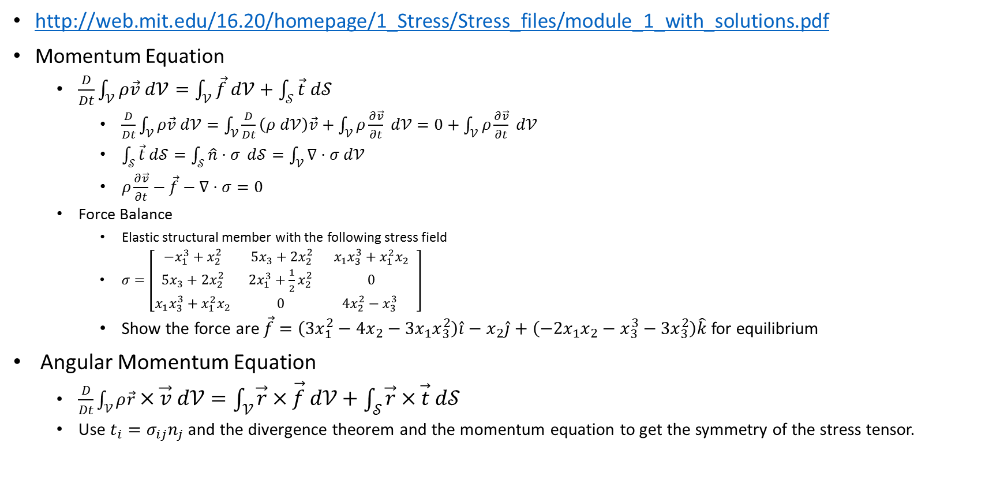 • http://web.mit.edu/16.20/homepage/1_Stress/Stress_files/module_1_with_solutions.pdf
• Momentum Equation
• $\frac{D}{Dt}\int_{\mathcal{V}} \rho\vec{v}\, d\mathcal{V} = \int_{\mathcal{V}} \vec{f}\, d\mathcal{V} + \int_{\mathcal{S}} \vec{t}\, d\mathcal{S}$
• $\frac{D}{Dt}\int_{\mathcal{V}} \rho\vec{v}\, d\mathcal{V} = \int_{\mathcal{V}} \frac{D}{Dt}(\rho\, d\mathcal{V})\vec{v} + \int_{\mathcal{V}} \rho\frac{\partial\vec{v}}{\partial t}\, d\mathcal{V} = 0 + \int_{\mathcal{V}} \rho\frac{\partial\vec{v}}{\partial t}\, d\mathcal{V}$
• $\int_{\mathcal{S}} \vec{t}\, d\mathcal{S} = \int_{\mathcal{S}} \hat{n} \cdot \sigma\, d\mathcal{S} = \int_{\mathcal{V}} \nabla \cdot \sigma\, d\mathcal{V}$
• $\rho\frac{\partial\vec{v}}{\partial t} - \vec{f} - \nabla \cdot \sigma = 0$
• Force Balance
• Elastic structural member with the following stress field
• $\sigma = \begin{bmatrix} -x_1^3 + x_2^2 & 5x_3 + 2x_2^2 & x_1x_3^3 + x_1^2x_2 \\ 5x_3 + 2x_2^2 & 2x_1^3 + \frac{1}{2}x_2^2 & 0 \\ x_1x_3^3 + x_1^2x_2 & 0 & 4x_2^2 - x_3^3 \end{bmatrix}$
• Show the force are $\vec{f} = (3x_1^2 - 4x_2 - 3x_1x_3^2)\hat{\imath} - x_2\hat{\jmath} + (-2x_1x_2 - x_3^3 - 3x_3^2)\hat{k}$ for equilibrium
• Angular Momentum Equation
• $\frac{D}{Dt}\int_{\mathcal{V}} \rho\vec{r} \times \vec{v}\, d\mathcal{V} = \int_{\mathcal{V}} \vec{r} \times \vec{f}\, d\mathcal{V} + \int_{\mathcal{S}} \vec{r} \times \vec{t}\, d\mathcal{S}$
• Use $t_i = \sigma_{ij}n_j$ and the divergence theorem and the momentum equation to get the symmetry of the stress tensor.